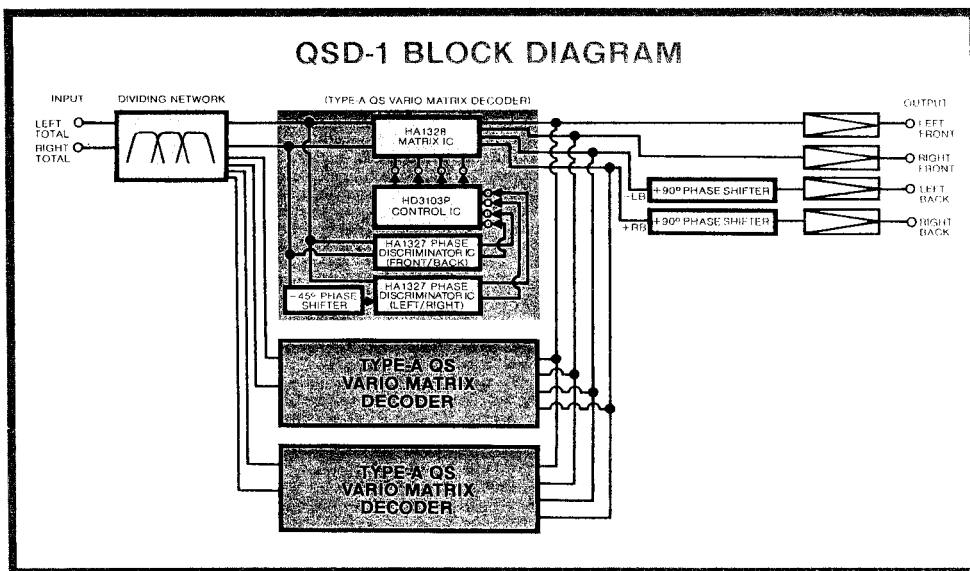 QSD-1 BLOCK DIAGRAM
INPUT
DIVIDING NETWORK
(TYPE-A QS VARIO MATRIX DECODER)
OUTPUT
LEFT
TOTAL
RIGHT
TOTAL
HA1328
MATRIX IC
HD3103P
CONTROL IC
HA1327 PHASE
DISCRIMINATOR IC
(FRONT/BACK)
HA1327 PHASE
DISCRIMINATOR IC
(LEFT/RIGHT)
-45° PHASE
SHIFTER
LEFT
FRONT
RIGHT
FRONT
-LB
+90° PHASE SHIFTER
LEFT
BACK
+RB
+90° PHASE SHIFTER
RIGHT
BACK
TYPE-A QS
VARIO MATRIX
DECODER
TYPE-A QS
VARIO MATRIX
DECODER